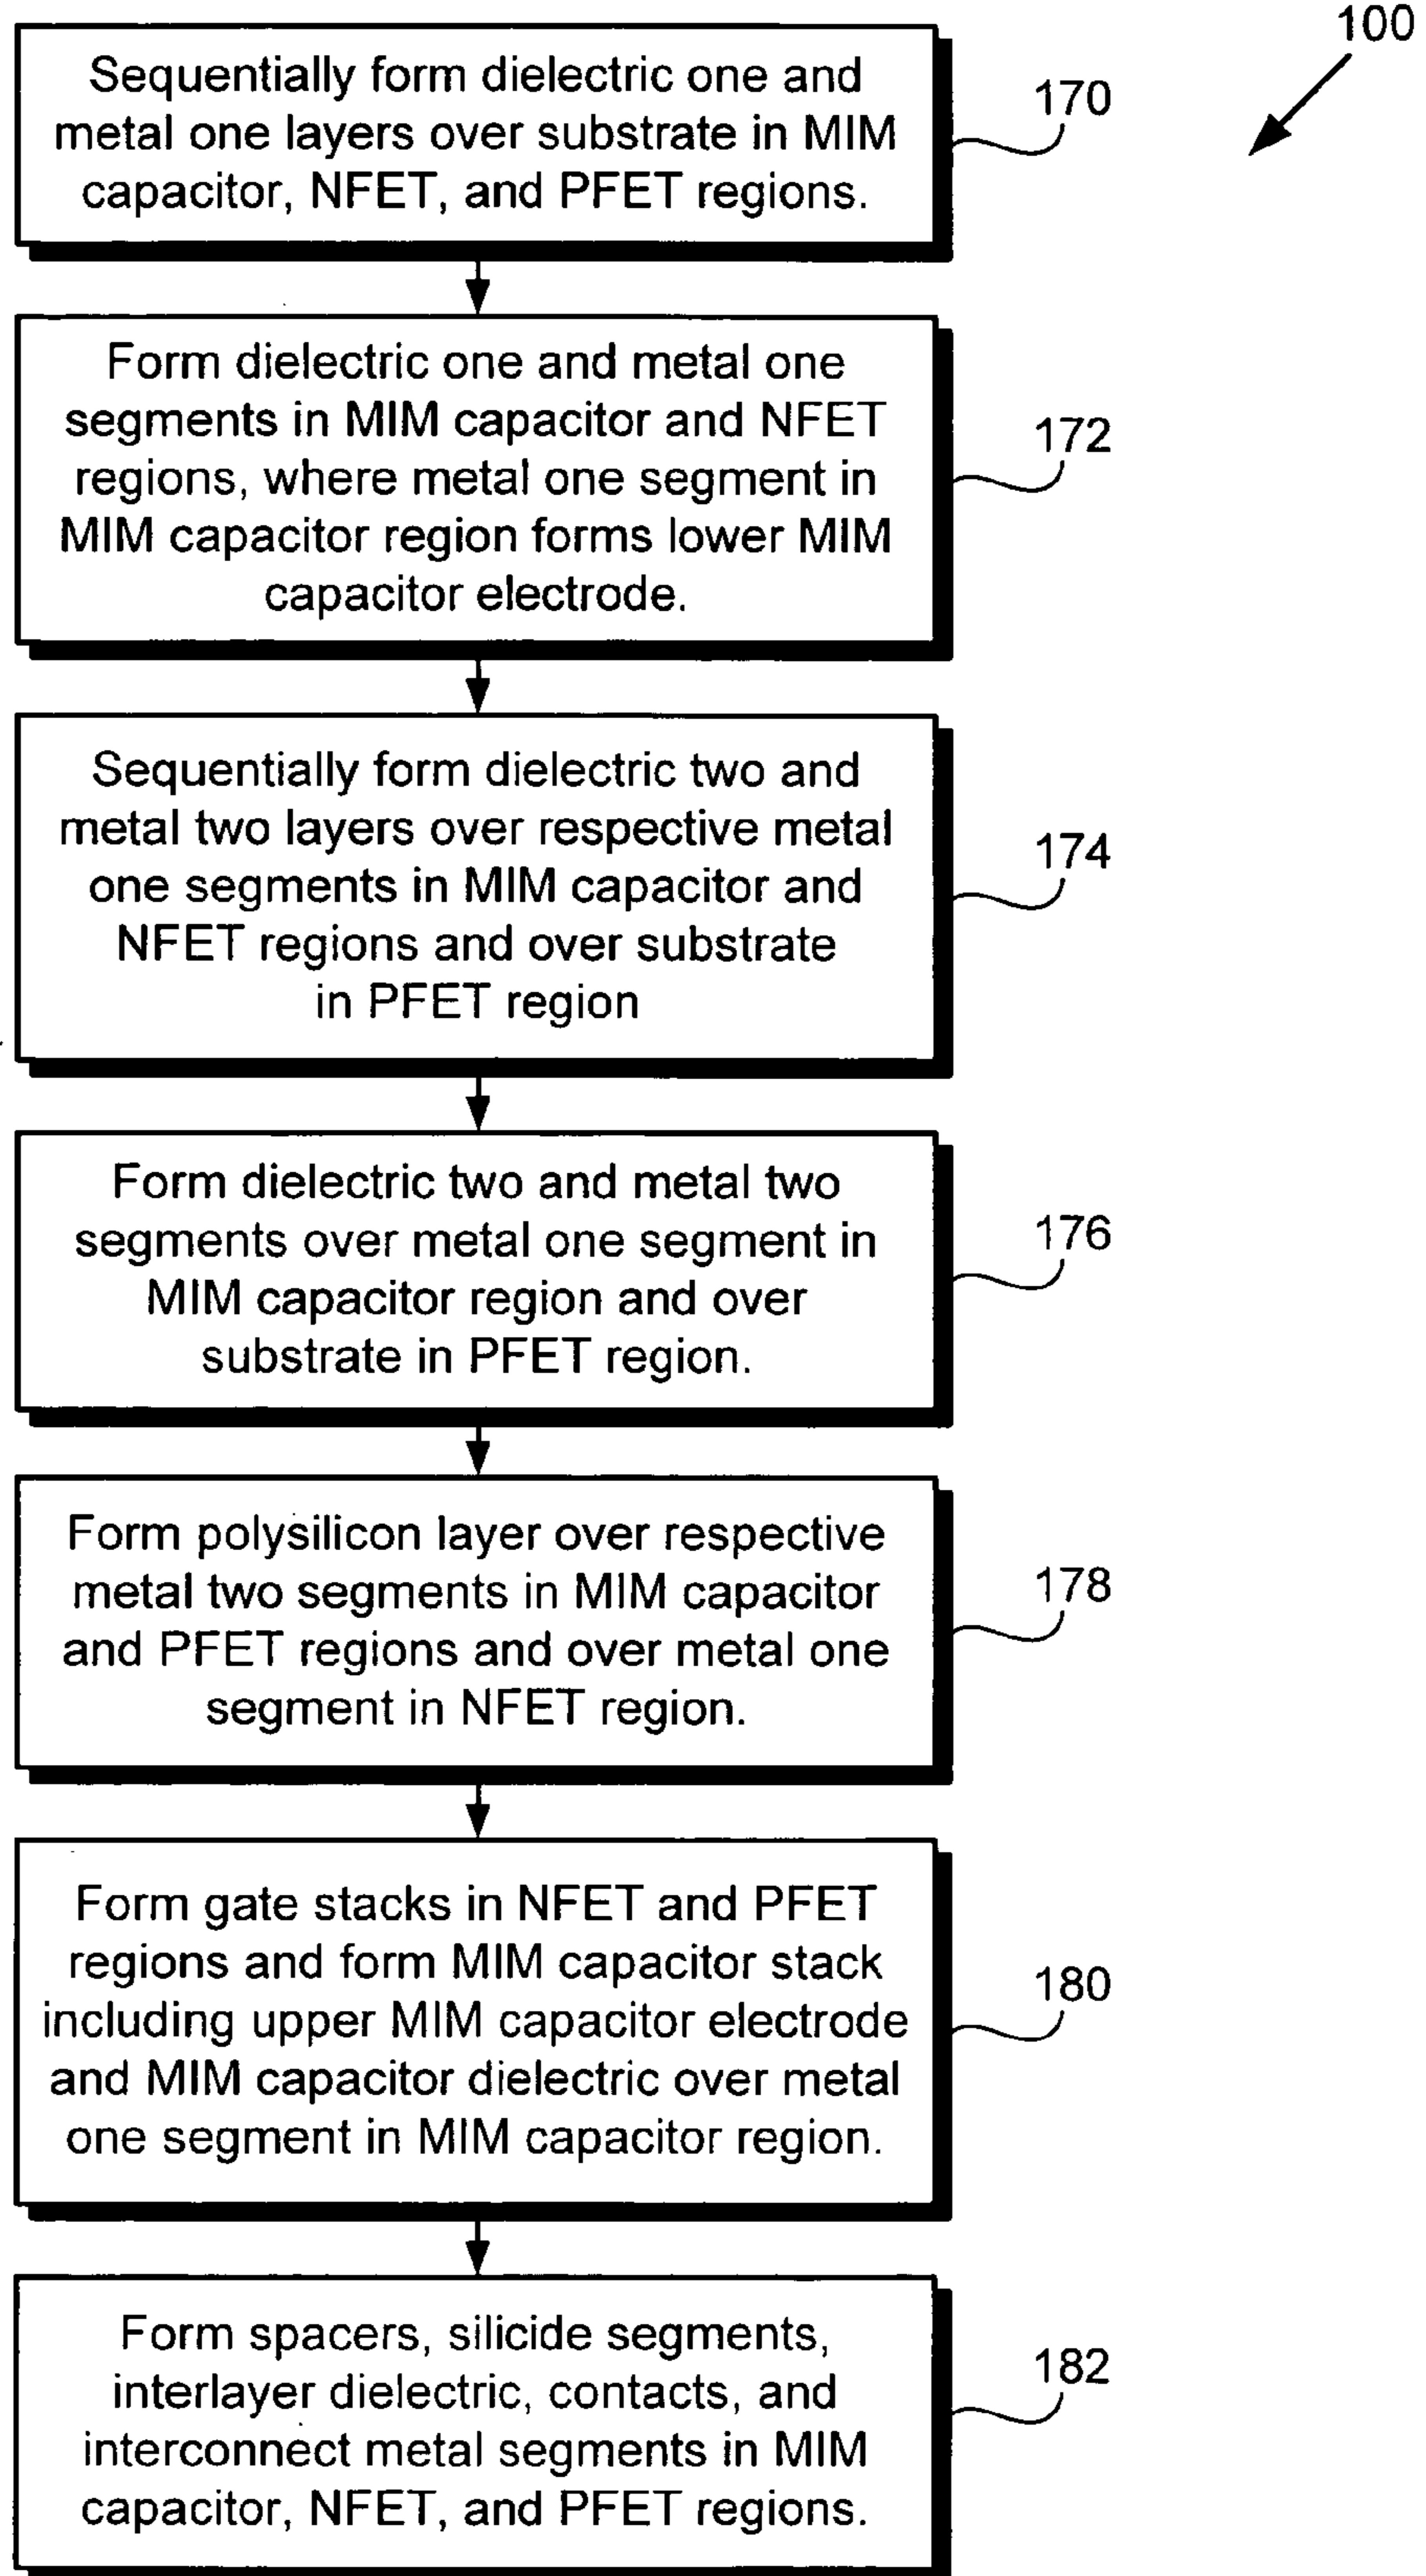 100
Sequentially form dielectric one and
metal one layers over substrate in MIM
capacitor, NFET, and PFET regions.
170
Form dielectric one and metal one
segments in MIM capacitor and NFET
regions, where metal one segment in
MIM capacitor region forms lower MIM
capacitor electrode.
172
Sequentially form dielectric two and
metal two layers over respective metal
one segments in MIM capacitor and
NFET regions and over substrate
in PFET region
174
Form dielectric two and metal two
segments over metal one segment in
MIM capacitor region and over
substrate in PFET region.
176
Form polysilicon layer over respective
metal two segments in MIM capacitor
and PFET regions and over metal one
segment in NFET region.
178
Form gate stacks in NFET and PFET
regions and form MIM capacitor stack
including upper MIM capacitor electrode
and MIM capacitor dielectric over metal
one segment in MIM capacitor region.
180
Form spacers, silicide segments,
interlayer dielectric, contacts, and
interconnect metal segments in MIM
capacitor, NFET, and PFET regions.
182